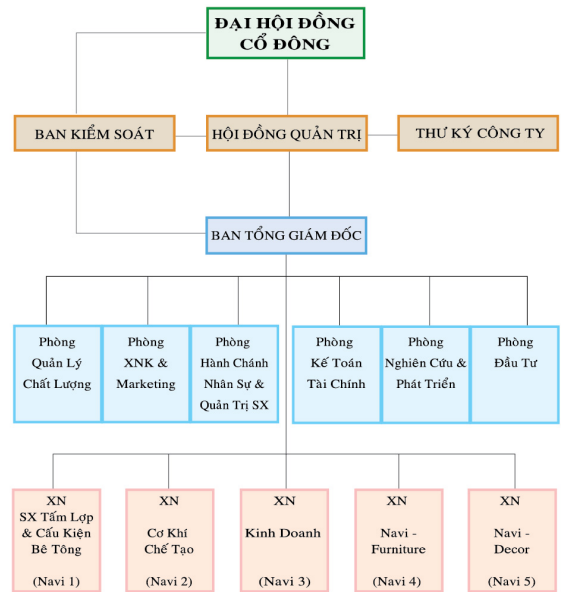 ĐẠI HỘI ĐỒNG
CỔ ĐÔNG
BAN KIỂM SOÁT
HỘI ĐỒNG QUẢN TRỊ
THƯ KÝ CÔNG TY
BAN TỔNG GIÁM ĐỐC
Phòng
Quản Lý
Chất Lượng
Phòng
XNK &
Marketing
Phòng
Hành Chánh
Nhân Sự &
Quản Trị SX
Phòng
Kế Toán
Tài Chính
Phòng
Nghiên Cứu &
Phát Triển
Phòng
Đầu Tư
XN
SX Tấm Lợp
& Cấu Kiện
Bê Tông
(Navi 1)
XN
Cơ Khí
Chế Tạo
(Navi 2)
XN
Kinh Doanh
(Navi 3)
XN
Navi -
Furniture
(Navi 4)
XN
Navi -
Decor
(Navi 5)